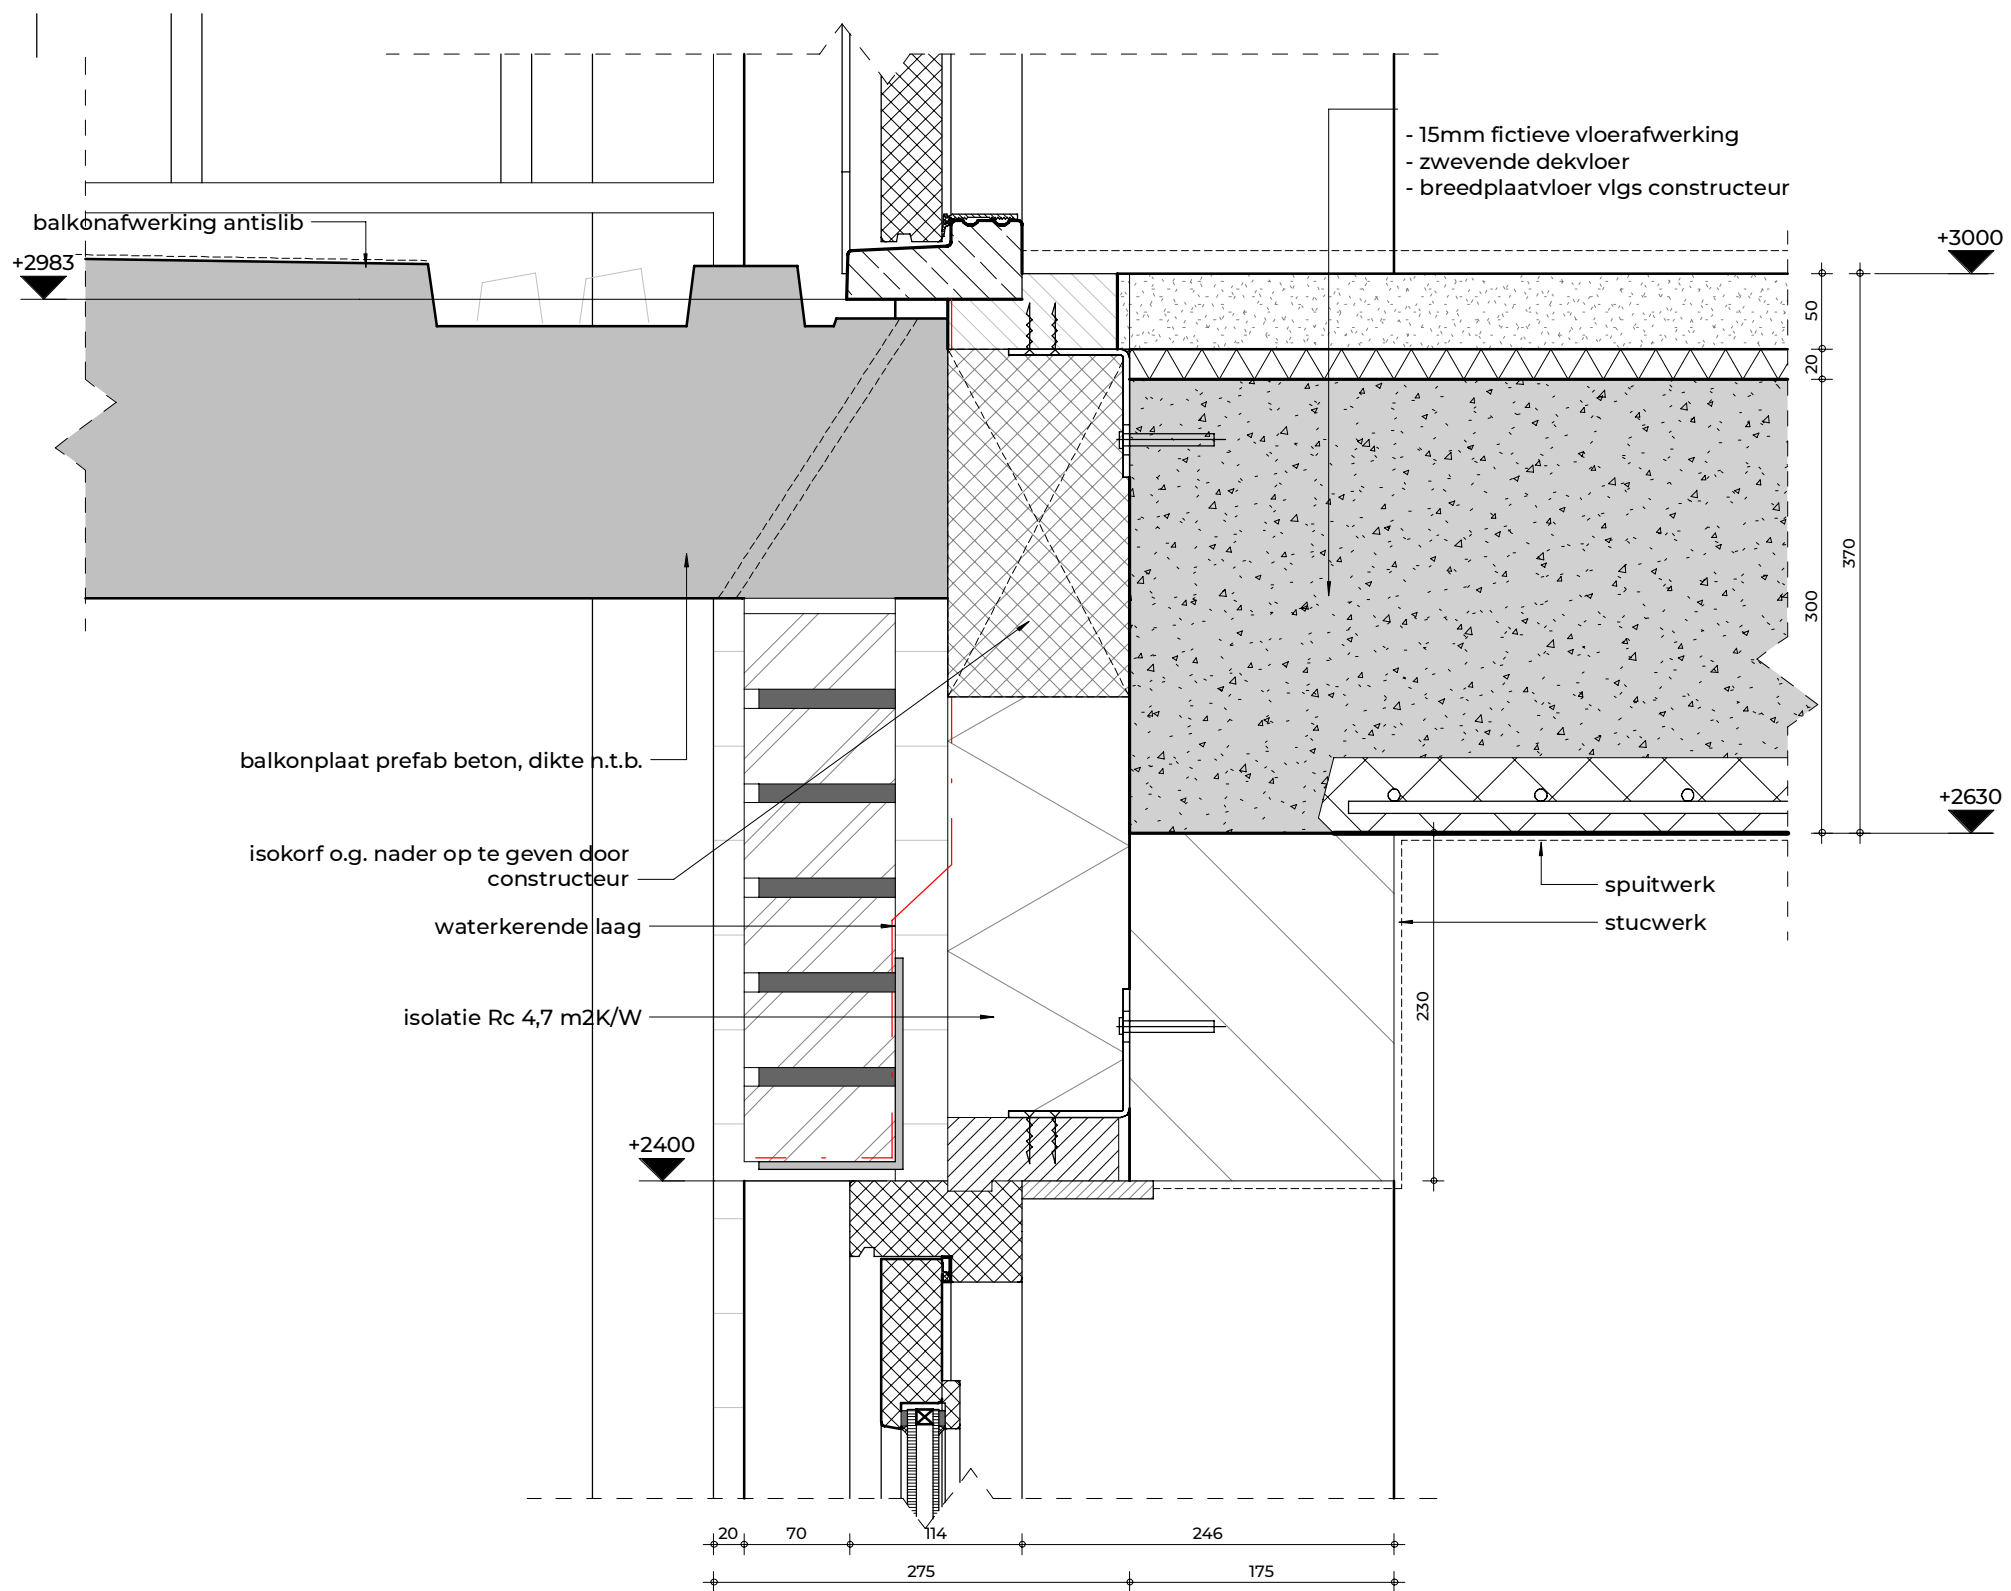 - 15mm fictieve vloerafwerking
- zwevende dekvloer
- breedplaatvloer vlgs constructeur
balkonafwerking antislib
+2983
+3000
50
20
370
300
balkonplaat prefab beton, dikte n.t.b.
+2630
isokorf o.g. nader op te geven door
constructeur
spuitwerk
waterkerende laag
stucwerk
230
isolatie Rc 4,7 m2K/W
+2400
20
70
114
246
275
175